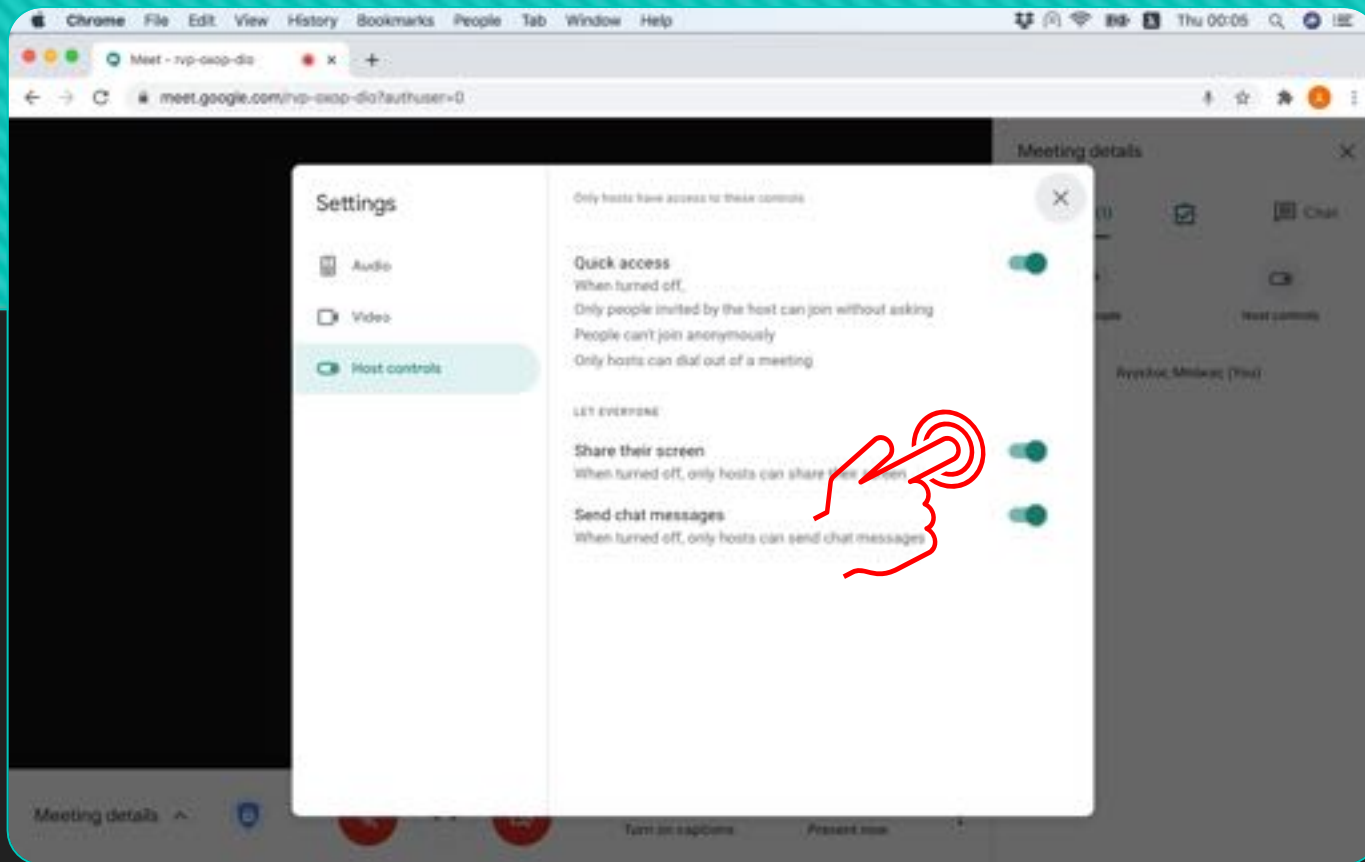 Chrome File Edit View History Bookmarks People Tab Window Help Thu 00:05
Meet - rvp-oxop-dio
meet.google.com/rvp-oxop-dio?authuser=0
Meeting details
Settings
Only hosts have access to these controls
(1)
Chat
Audio
Quick access
When turned off,
Only people invited by the host can join without asking
Video
People can't join anonymously
Host controls
Only hosts can dial out of a meeting
Host controls
(You)
LET EVERYONE
Share their screen
When turned off, only hosts can share their screen
Send chat messages
When turned off, only hosts can send chat messages
Meeting details
Turn on captions
Present now